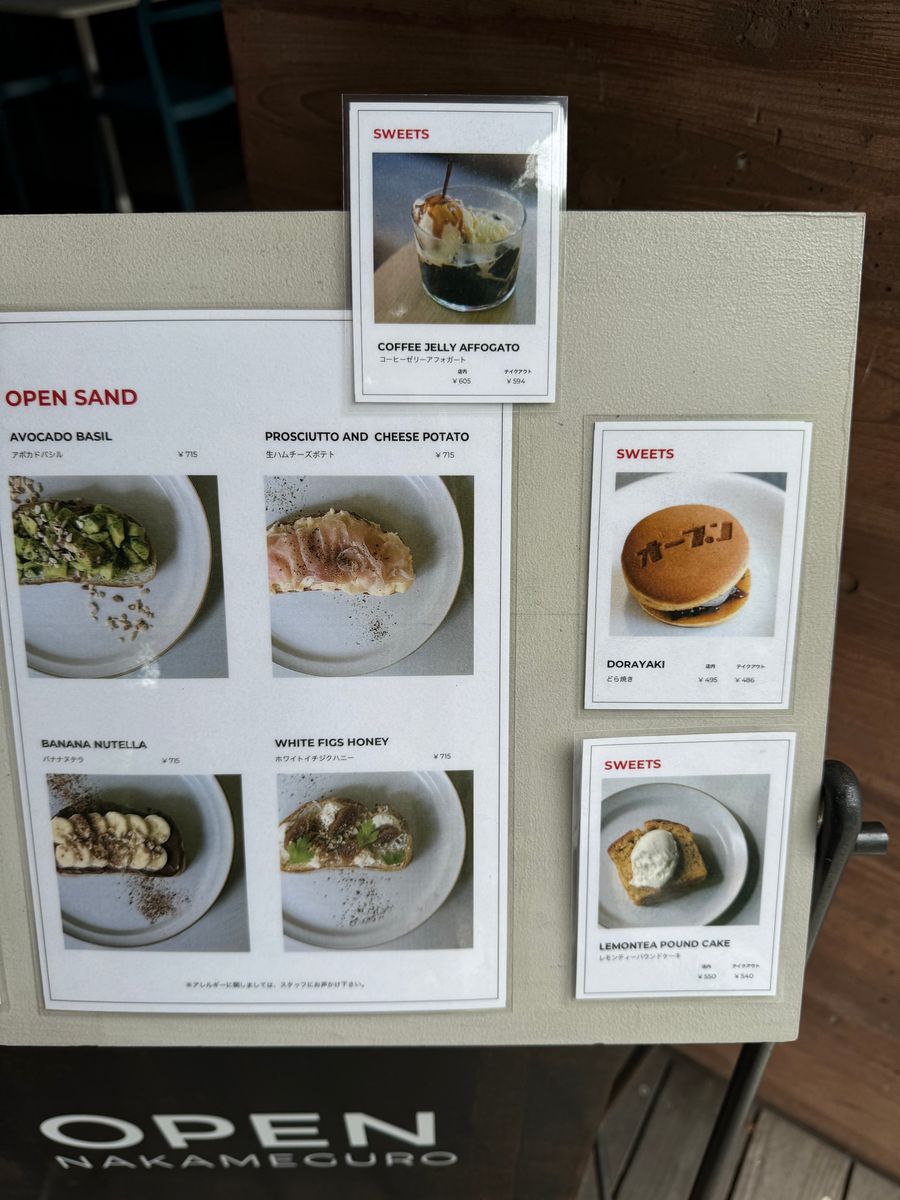 SWEETS
COFFEE JELLY AFFOGATO
コーヒーゼリーアフォガート
店内 テイクアウト
¥605 ¥594
OPEN SAND
AVOCADO BASIL
アボカドバシル ¥715
PROSCIUTTO AND CHEESE POTATO
生ハムチーズポテト ¥715
BANANA NUTELLA
バナナヌテラ ¥715
WHITE FIGS HONEY
ホワイトイチジクハニー ¥715
※アレルギーに関しましては、スタッフにお声かけ下さい。
SWEETS
オープン
DORAYAKI
どら焼き
店内 テイクアウト
¥495 ¥486
SWEETS
LEMONTEA POUND CAKE
レモンティーパウンドケーキ
店内 テイクアウト
¥550 ¥540
OPEN
NAKAMEGURO